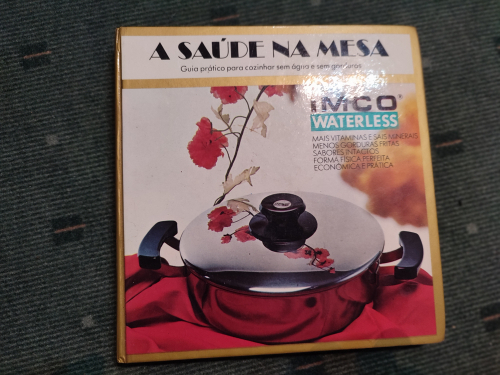 A SAÚDE NA MESA
Guia prático para cozinhar sem água e sem gorduras
iMCO®
WATERLESS
MAIS VITAMINAS E SAIS MINERAIS
MENOS GORDURAS FRITAS
SABORES INTACTOS
FORMA FÍSICA PERFEITA
ECONÓMICA E PRÁTICA